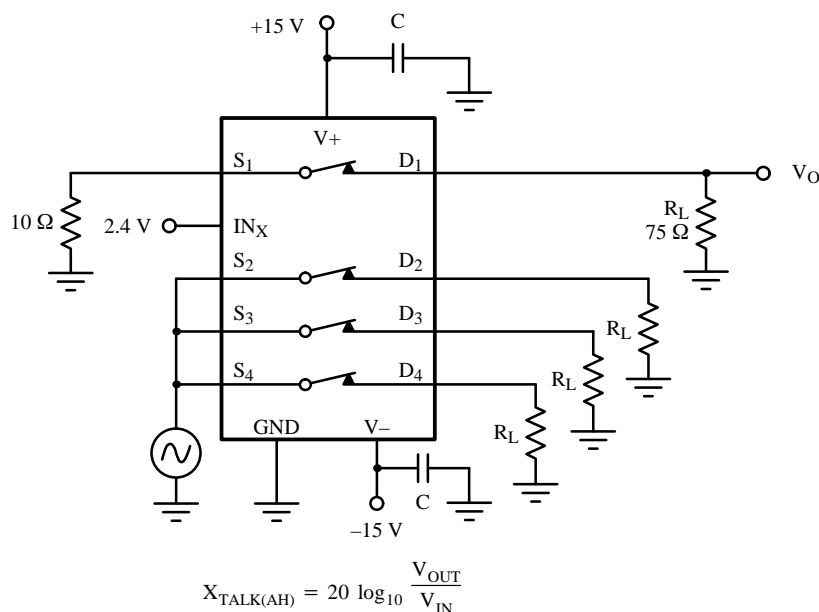 +15 V
C
V+
S1
D1
VO
10 Ω
2.4 V
INX
RL
75 Ω
S2
D2
S3
D3
RL
S4
D4
RL
GND
V–
RL
C
–15 V
XTALK(AH) = 20 log10 VOUT/VIN